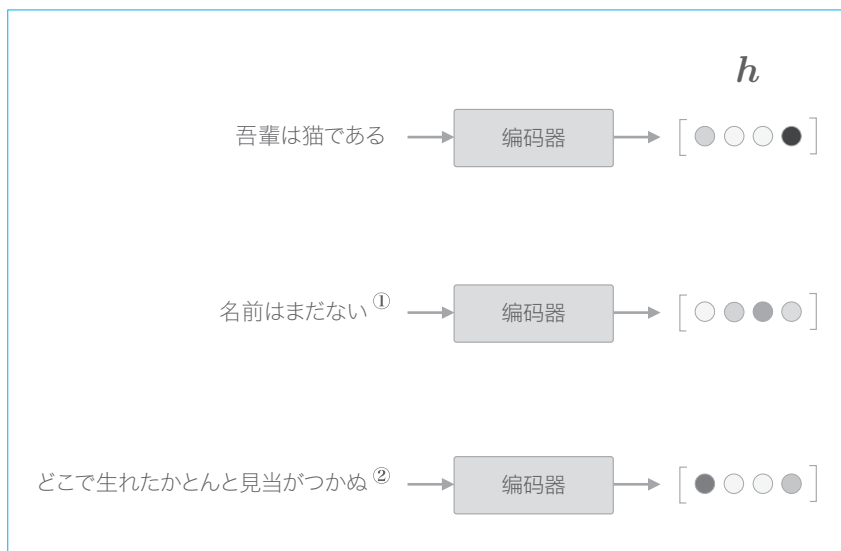 h
吾輩は猫である 编码器
名前はまだない ① 编码器
どこで生れたかとんと見当がつかぬ ② 编码器